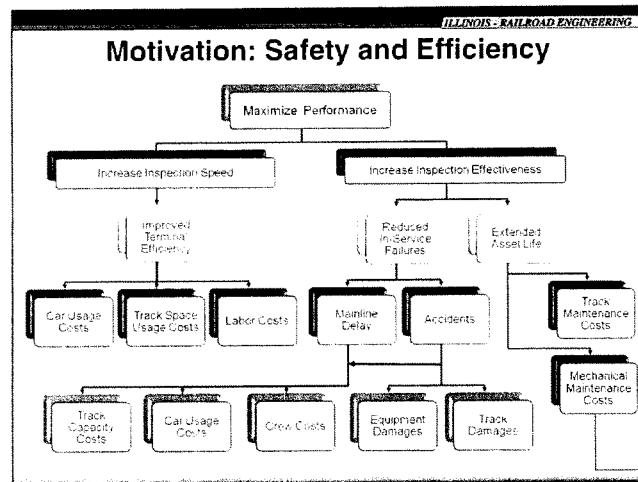 ILLINOIS - RAILROAD ENGINEERING
Motivation: Safety and Efficiency
Maximize Performance
Increase Inspection Speed
Increase Inspection Effectiveness
Improved
Terminal
Efficiency
Reduced
In-Service
Failures
Extended
Asset Life
Car Usage
Costs
Track Space
Usage Costs
Labor Costs
Mainline
Delay
Accidents
Track
Maintenance
Costs
Mechanical
Maintenance
Costs
Track
Capacity
Costs
Car Usage
Costs
Crew Costs
Equipment
Damages
Track
Damages